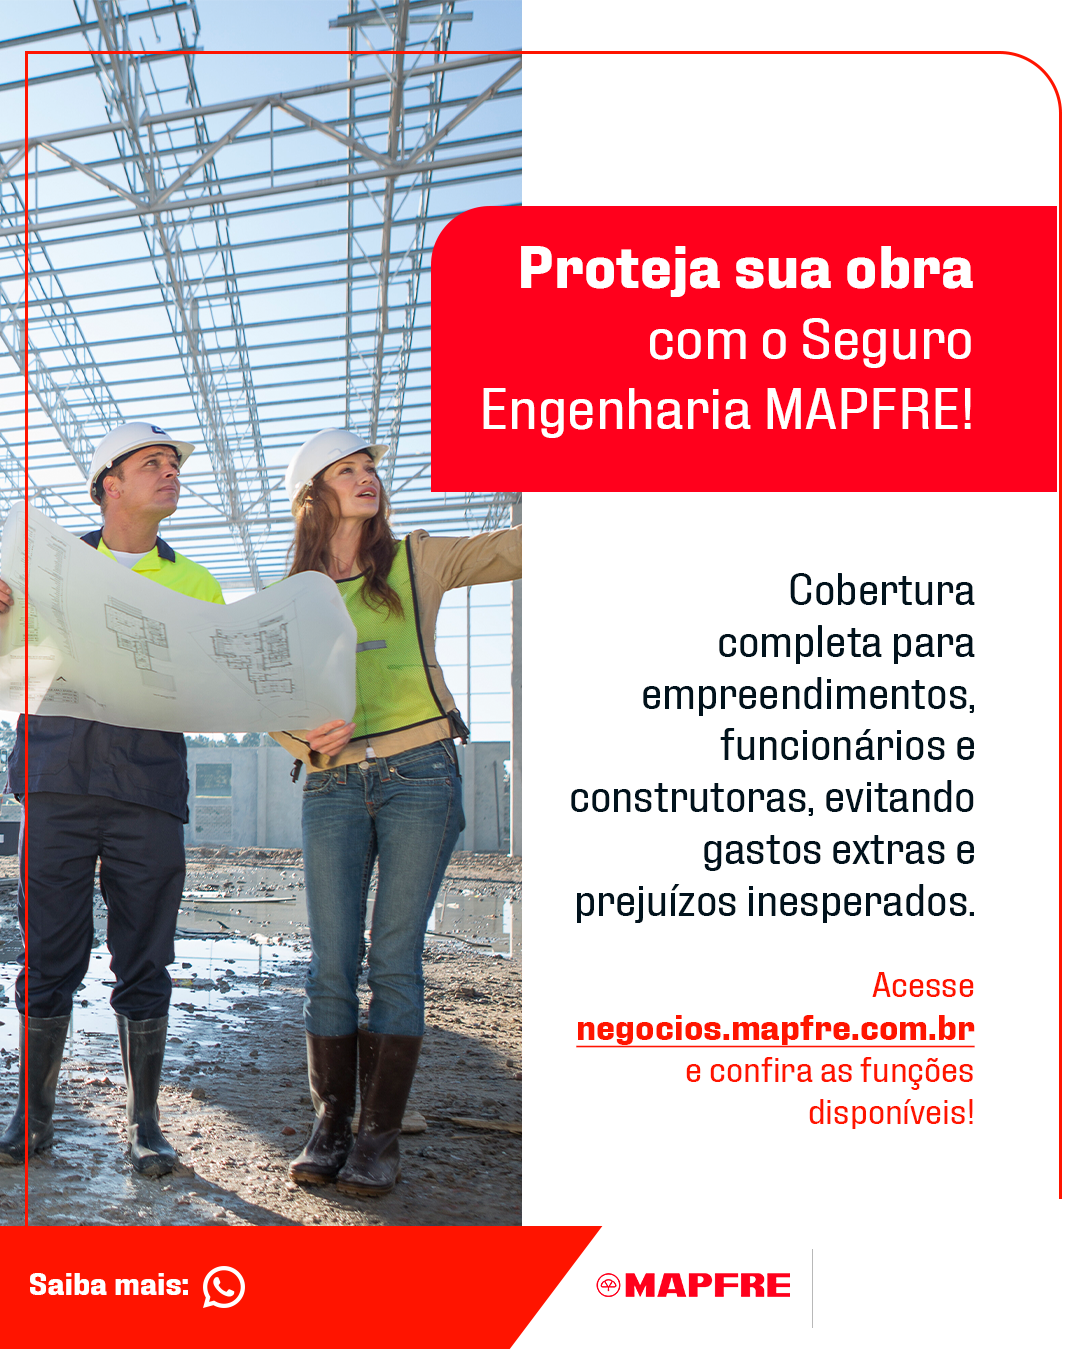 Proteja sua obra
com o Seguro
Engenharia MAPFRE!
Cobertura
completa para
empreendimentos,
funcionários e
construtoras, evitando
gastos extras e
prejuízos inesperados.
Acesse
negocios.mapfre.com.br
e confira as funções
disponíveis!
Saiba mais:
MAPFRE